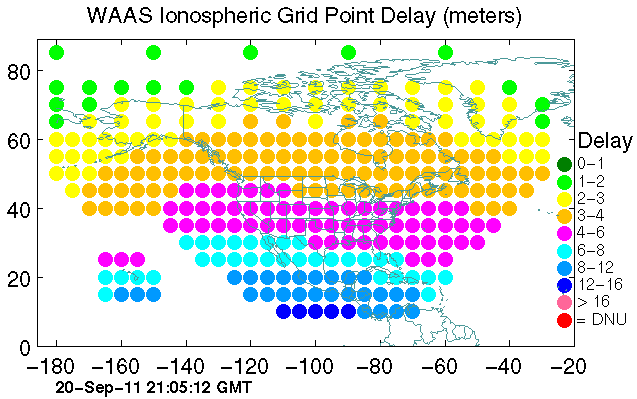 WAAS Ionospheric Grid Point Delay (meters)
80
60
40
20
0
−180 −160 −140 −120 −100 −80 −60 −40 −20
Delay
0−1
1−2
2−3
3−4
4−6
6−8
8−12
12−16
> 16
= DNU
20−Sep−11 21:05:12 GMT